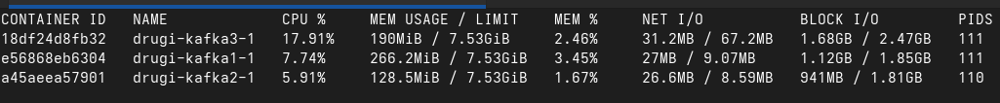 CONTAINER ID NAME CPU % MEM USAGE / LIMIT MEM % NET I/O BLOCK I/O PIDS
18df24d8fb32 drugi-kafka3-1 17.91% 190MiB / 7.53GiB 2.46% 31.2MB / 67.2MB 1.68GB / 2.47GB 111
e56868eb6304 drugi-kafka1-1 7.74% 266.2MiB / 7.53GiB 3.45% 27MB / 9.07MB 1.12GB / 1.85GB 111
a45aeea57901 drugi-kafka2-1 5.91% 128.5MiB / 7.53GiB 1.67% 26.6MB / 8.59MB 941MB / 1.81GB 110